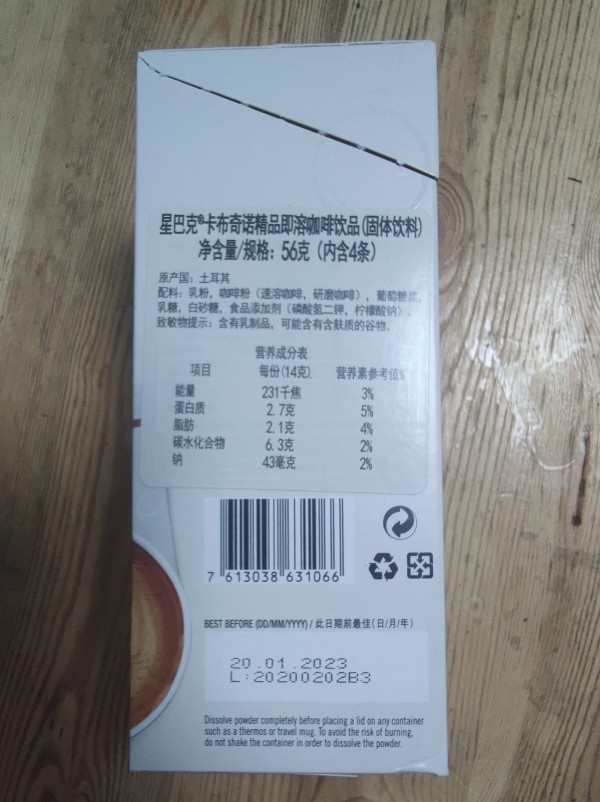 星巴克®卡布奇诺精品即溶咖啡饮品(固体饮料)
净含量/规格: 56克 (内含4条)
原产国: 土耳其
配料: 乳粉, 咖啡粉 (速溶咖啡, 研磨咖啡), 葡萄糖浆,
乳糖, 白砂糖, 食品添加剂 (磷酸氢二钾, 柠檬酸钠).
致敏物提示: 含有乳制品, 可能含有含麸质的谷物.
营养成分表
项目 每份(14克) 营养素参考值%
能量 231千焦 3%
蛋白质 2.7克 5%
脂肪 2.1克 4%
碳水化合物 6.3克 2%
钠 43毫克 2%
7 613038 631066
BEST BEFORE (DD/MM/YYYY) / 此日期前最佳(日/月/年)
20.01.2023
L:20200202B3
Dissolve powder completely before placing a lid on any container
such as a thermos or travel mug. To avoid the risk of burning,
do not shake the container in order to dissolve the powder.